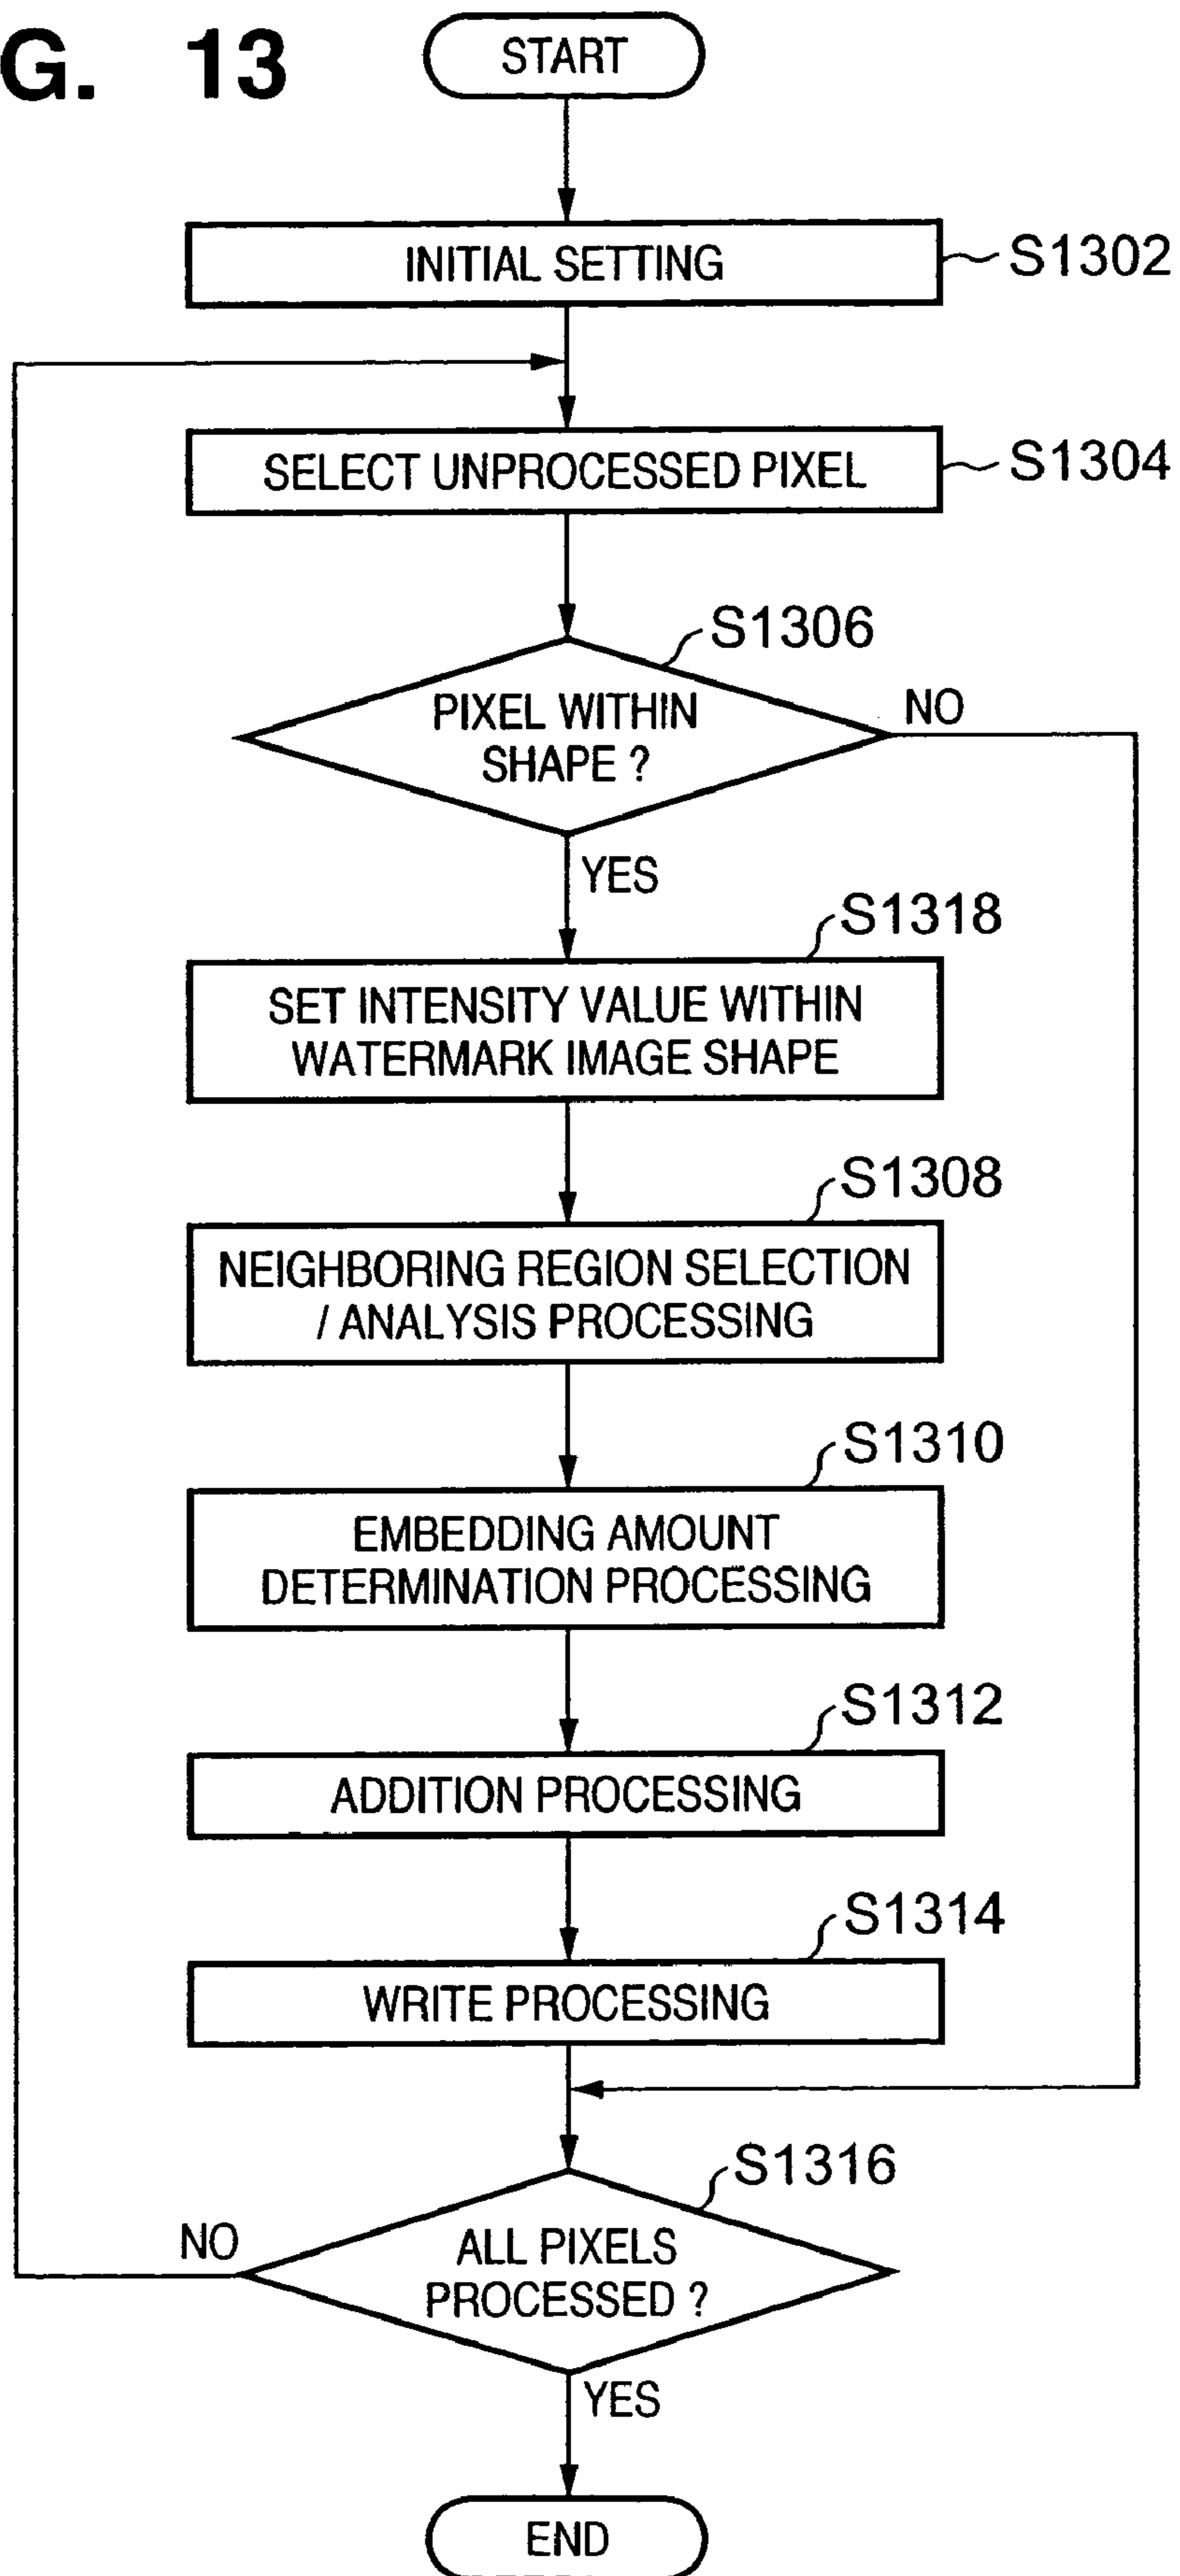 G. 13
START
INITIAL SETTING
S1302
SELECT UNPROCESSED PIXEL
S1304
S1306
PIXEL WITHIN
SHAPE ?
NO
YES
S1318
SET INTENSITY VALUE WITHIN
WATERMARK IMAGE SHAPE
S1308
NEIGHBORING REGION SELECTION
/ ANALYSIS PROCESSING
S1310
EMBEDDING AMOUNT
DETERMINATION PROCESSING
S1312
ADDITION PROCESSING
S1314
WRITE PROCESSING
S1316
NO
ALL PIXELS
PROCESSED ?
YES
END